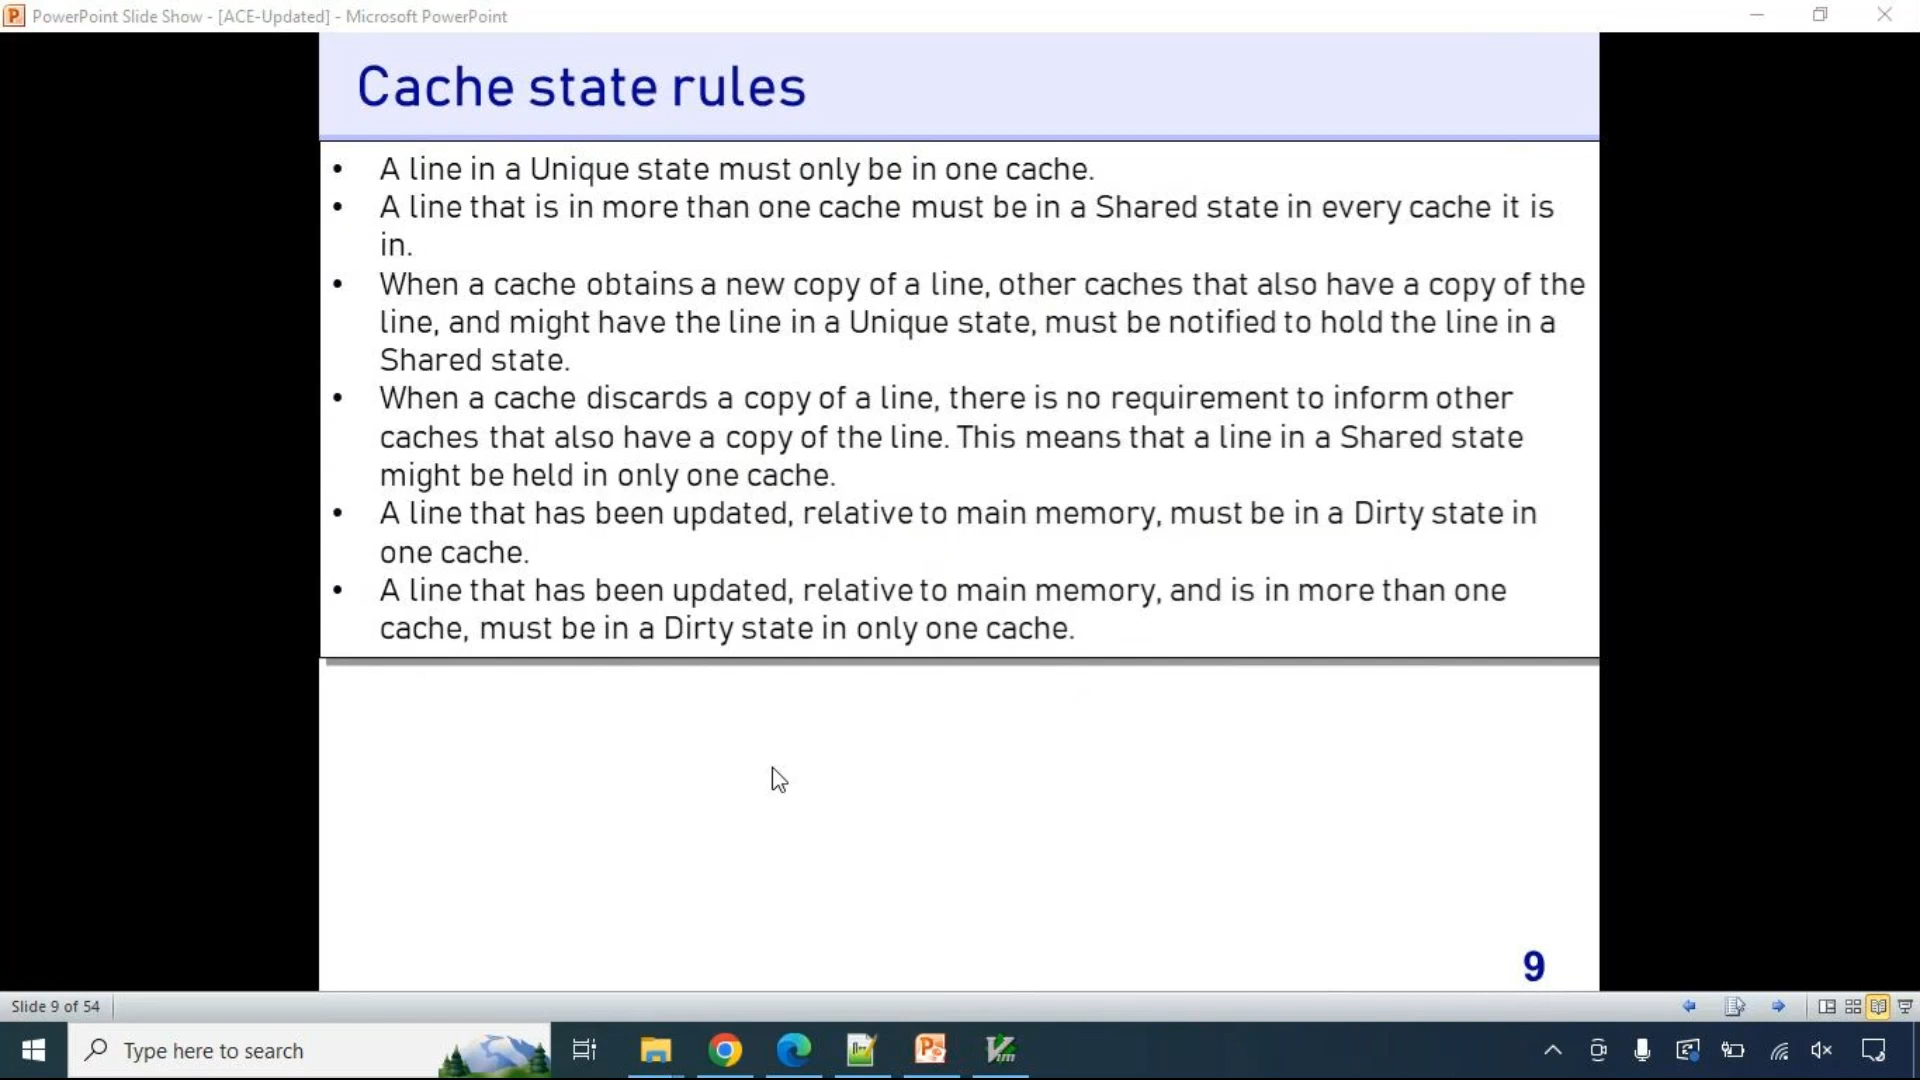 PowerPoint Slide Show - [ACE-Updated] - Microsoft PowerPoint
Cache state rules
• A line in a Unique state must only be in one cache.
• A line that is in more than one cache must be in a Shared state in every cache it is
in.
• When a cache obtains a new copy of a line, other caches that also have a copy of the
line, and might have the line in a Unique state, must be notified to hold the line in a
Shared state.
• When a cache discards a copy of a line, there is no requirement to inform other
caches that also have a copy of the line. This means that a line in a Shared state
might be held in only one cache.
• A line that has been updated, relative to main memory, must be in a Dirty state in
one cache.
• A line that has been updated, relative to main memory, and is in more than one
cache, must be in a Dirty state in only one cache.
9
Slide 9 of 54
Type here to search